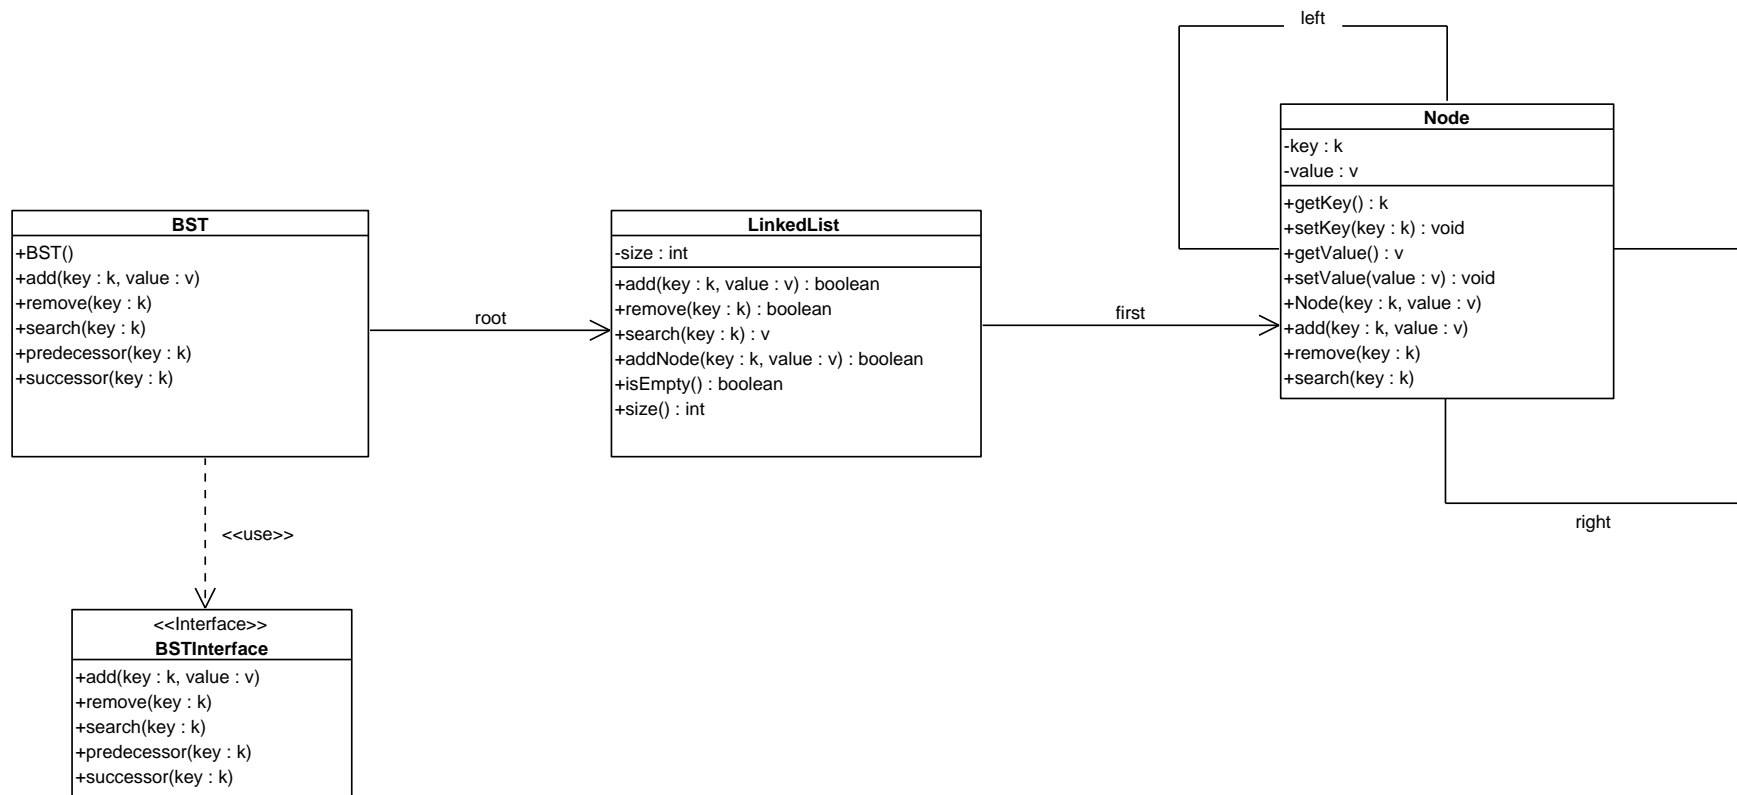 left
Node
-key : k
-value : v
+getKey() : k
+setKey(key : k) : void
+getValue() : v
+setValue(value : v) : void
+Node(key : k, value : v)
+add(key : k, value : v)
+remove(key : k)
+search(key : k)
BST
+BST()
+add(key : k, value : v)
+remove(key : k)
+search(key : k)
+predecessor(key : k)
+successor(key : k)
root
LinkedList
-size : int
+add(key : k, value : v) : boolean
+remove(key : k) : boolean
+search(key : k) : v
+addNode(key : k, value : v) : boolean
+isEmpty() : boolean
+size() : int
first
right
<<use>>
<<Interface>>
BSTInterface
+add(key : k, value : v)
+remove(key : k)
+search(key : k)
+predecessor(key : k)
+successor(key : k)